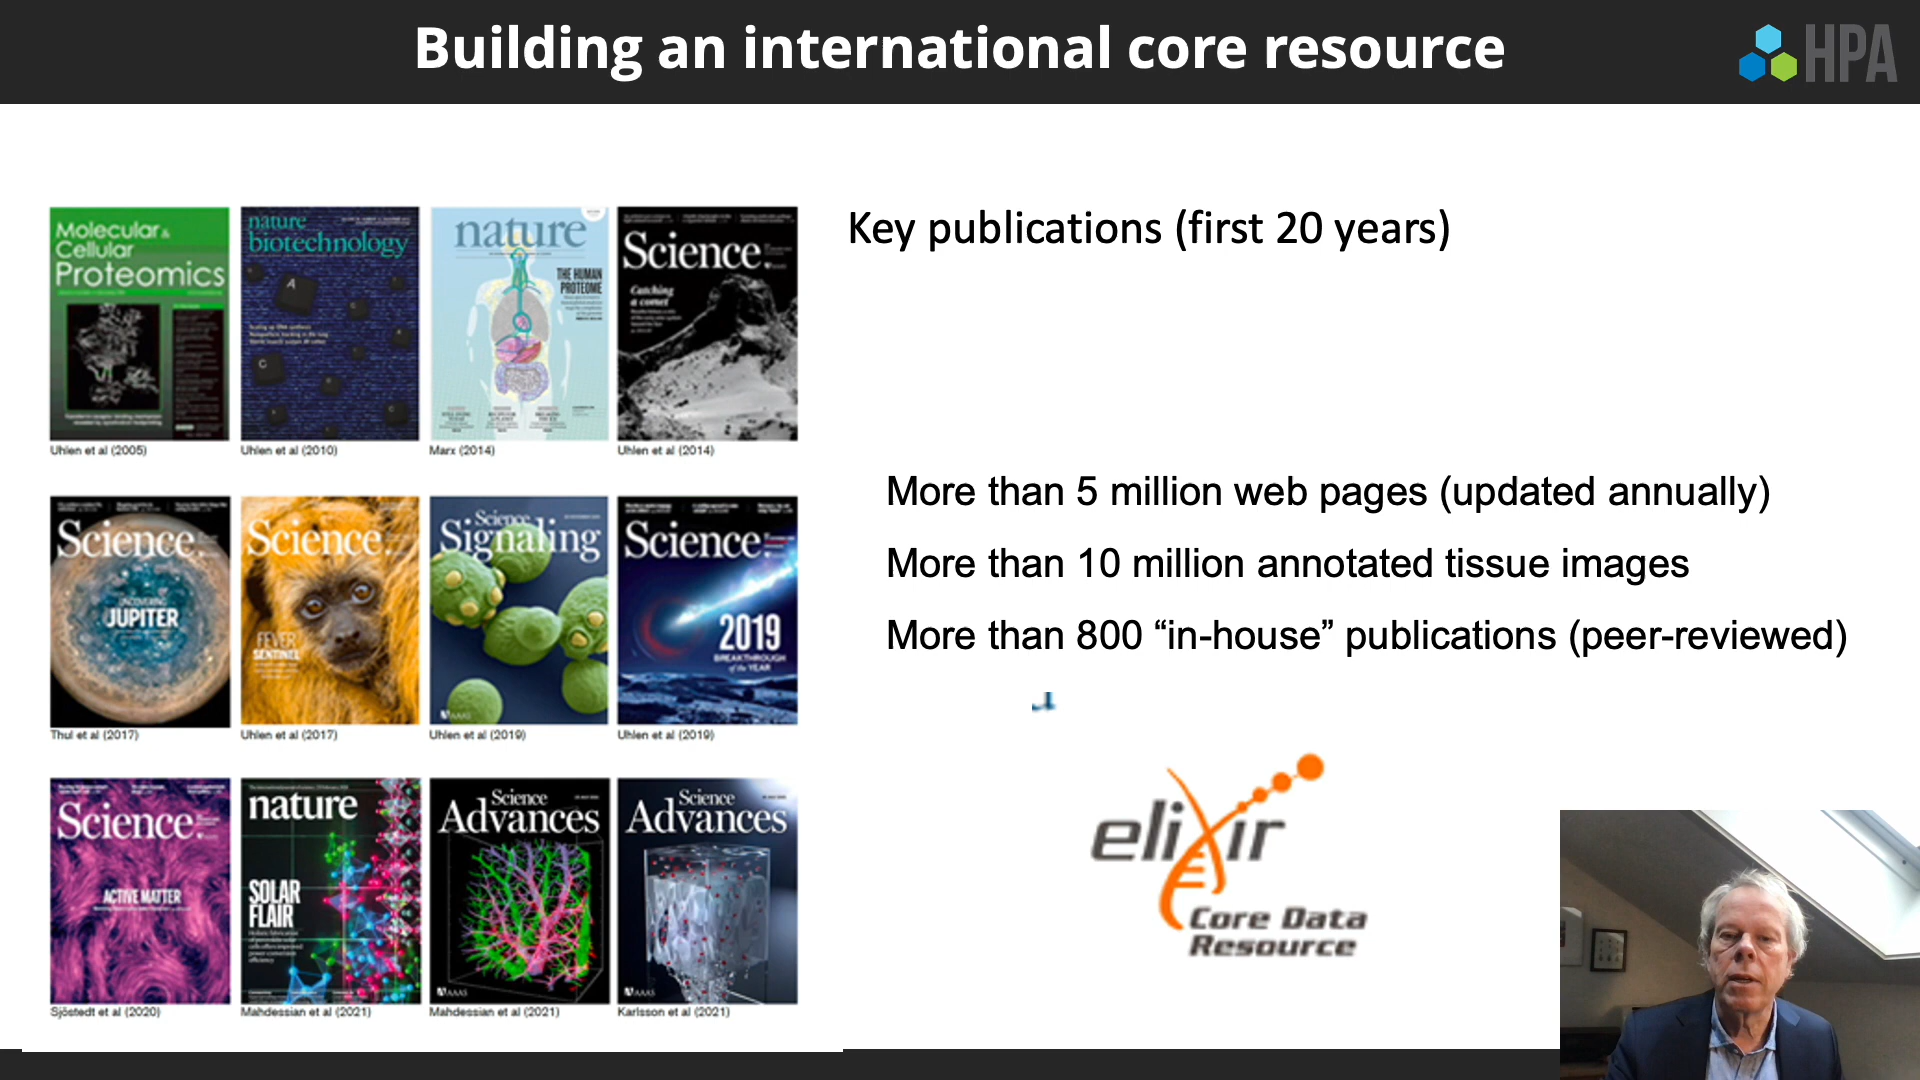 Building an international core resource
HPA
Key publications (first 20 years)
Molecular &
Cellular
Proteomics
Uhlen et al (2005)
nature
biotechnology
A
G
Uhlen et al (2010)
nature
THE HUMAN
PROTEOME
Marx (2014)
Science
Catching
a comet
Uhlen et al (2014)
Science
UNCOVERING
JUPITER
Thul et al (2017)
Science
FEVER
SENTINEL
Uhlen et al (2017)
Science
Signaling
AAAS
Uhlen et al (2019)
Science
2019
BREAKTHROUGH
of the YEAR
Uhlen et al (2019)
Science
ACTIVE MATTER
Sjöstedt et al (2020)
nature
SOLAR
FLAIR
Mahdessian et al (2021)
Science
Advances
AAAS
Mahdessian et al (2021)
Science
Advances
AAAS
Karlsson et al (2021)
More than 5 million web pages (updated annually)
More than 10 million annotated tissue images
More than 800 “in-house” publications (peer-reviewed)
elixir
Core Data
Resource